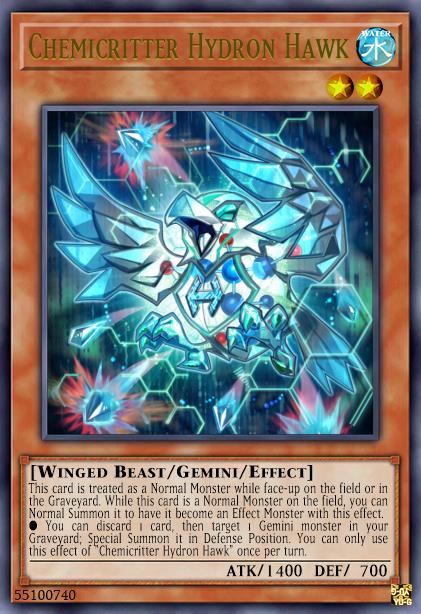 Chemicritter Hydron Hawk
WATER
水
H
[Winged Beast/Gemini/Effect]
This card is treated as a Normal Monster while face-up on the field or in
the Graveyard. While this card is a Normal Monster on the field, you can
Normal Summon it to have it become an Effect Monster with this effect.
● You can discard 1 card, then target 1 Gemini monster in your
Graveyard; Special Summon it in Defense Position. You can only use
this effect of "Chemicritter Hydron Hawk" once per turn.
ATK/1400 DEF/ 700
55100740